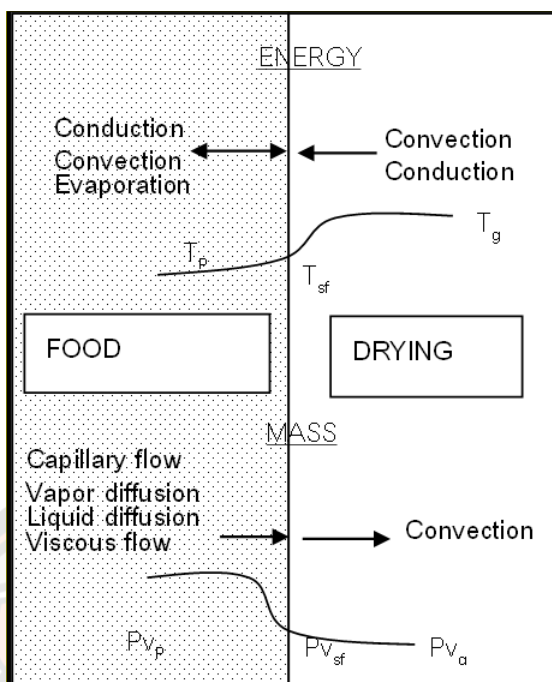 ENERGY
Conduction
Convection
Evaporation
Convection
Conduction
T_p
T_sf
T_g
FOOD
DRYING
MASS
Capillary flow
Vapor diffusion
Liquid diffusion
Viscous flow
Convection
Pv_p
Pv_sf
Pv_a